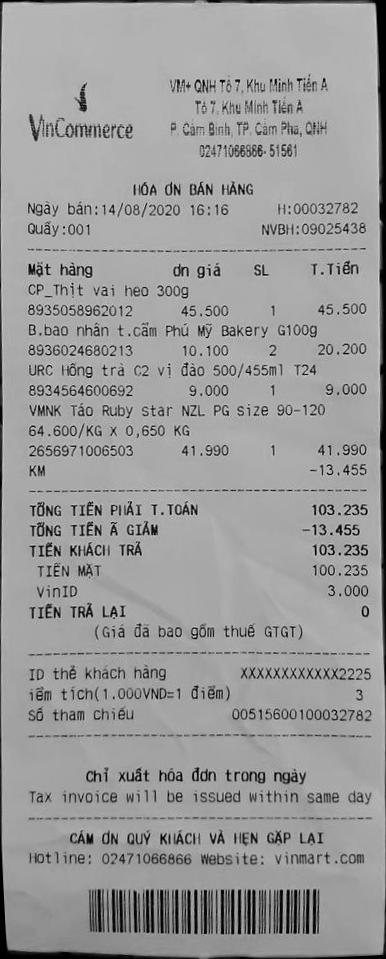 VinCommerce
VM+ QNH Tổ 7, Khu Minh Tiến A
Tổ 7, Khu Minh Tiến A
P. Cẩm Bình, TP. Cẩm Phả, QNH
02471066866-51561
HÓA ƠN BÁN HÀNG
Ngày bán:14/08/2020 16:16 H:00032782
Quầy:001 NVBH:09025438
Mặt hàng ơn giá SL T.Tiền
CP_Thịt vai heo 300g
8935058962012 45.500 1 45.500
B.bao nhân t.cẩm Phú Mỹ Bakery G100g
8936024680213 10.100 2 20.200
URC Hồng trà C2 vị đào 500/455ml T24
8934564600692 9.000 1 9.000
VMNK Táo Ruby star NZL PG size 90-120
64.600/KG X 0,650 KG
2656971006503 41.990 1 41.990
KM -13.455
TỔNG TIỀN PHẢI T.TOÁN 103.235
TỔNG TIỀN Ã GIẢM -13.455
TIỀN KHÁCH TRẢ 103.235
TIỀN MẶT 100.235
VinID 3.000
TIỀN TRẢ LẠI 0
(Giá đã bao gồm thuế GTGT)
ID thẻ khách hàng XXXXXXXXXXXX2225
iểm tích(1.000VND=1 điểm) 3
Số tham chiếu 00515600100032782
Chỉ xuất hóa đơn trong ngày
Tax invoice will be issued within same day
CẢM ƠN QUÝ KHÁCH VÀ HẸN GẶP LẠI
Hotline: 02471066866 Website: vinmart.com